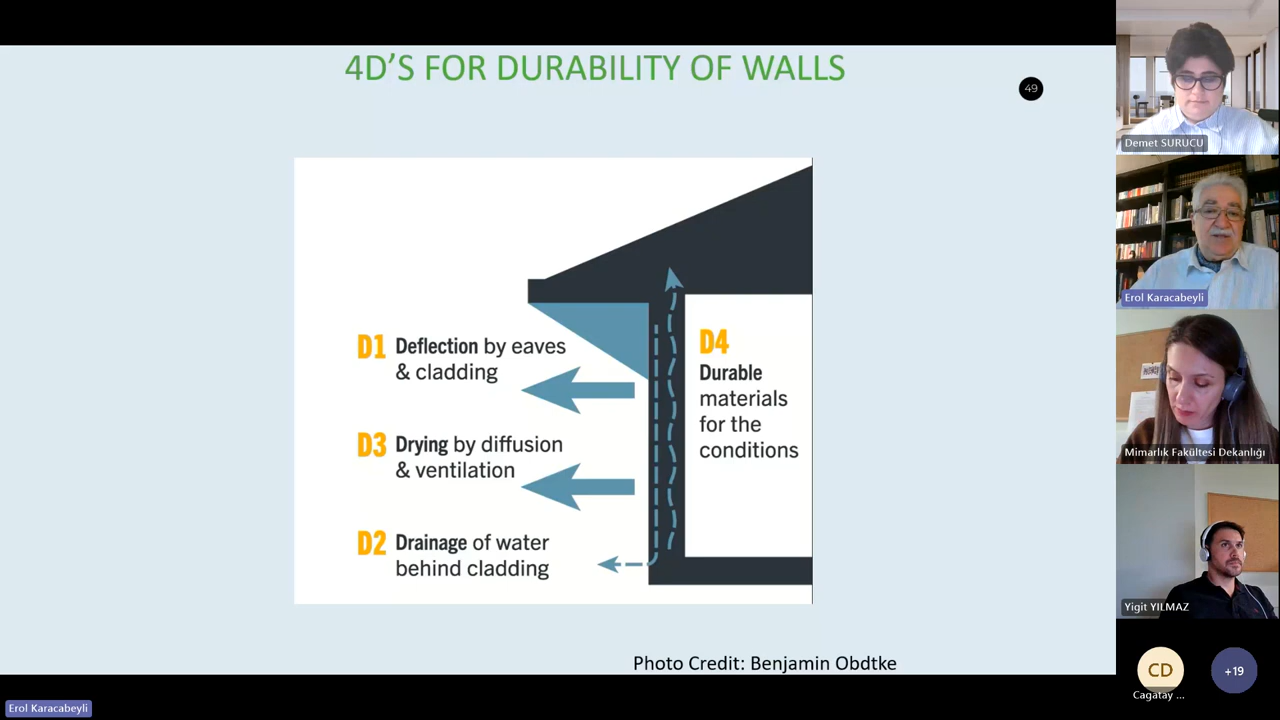 4D'S FOR DURABILITY OF WALLS
49
D1 Deflection by eaves
& cladding
D3 Drying by diffusion
& ventilation
D2 Drainage of water
behind cladding
D4
Durable
materials
for the
conditions
Photo Credit: Benjamin Obdtke
Demet SURUCU
Erol Karacabeyli
Mimarlık Fakültesi Dekanlığı
Yigit YILMAZ
CD
Cagatay ...
+19
Erol Karacabeyli